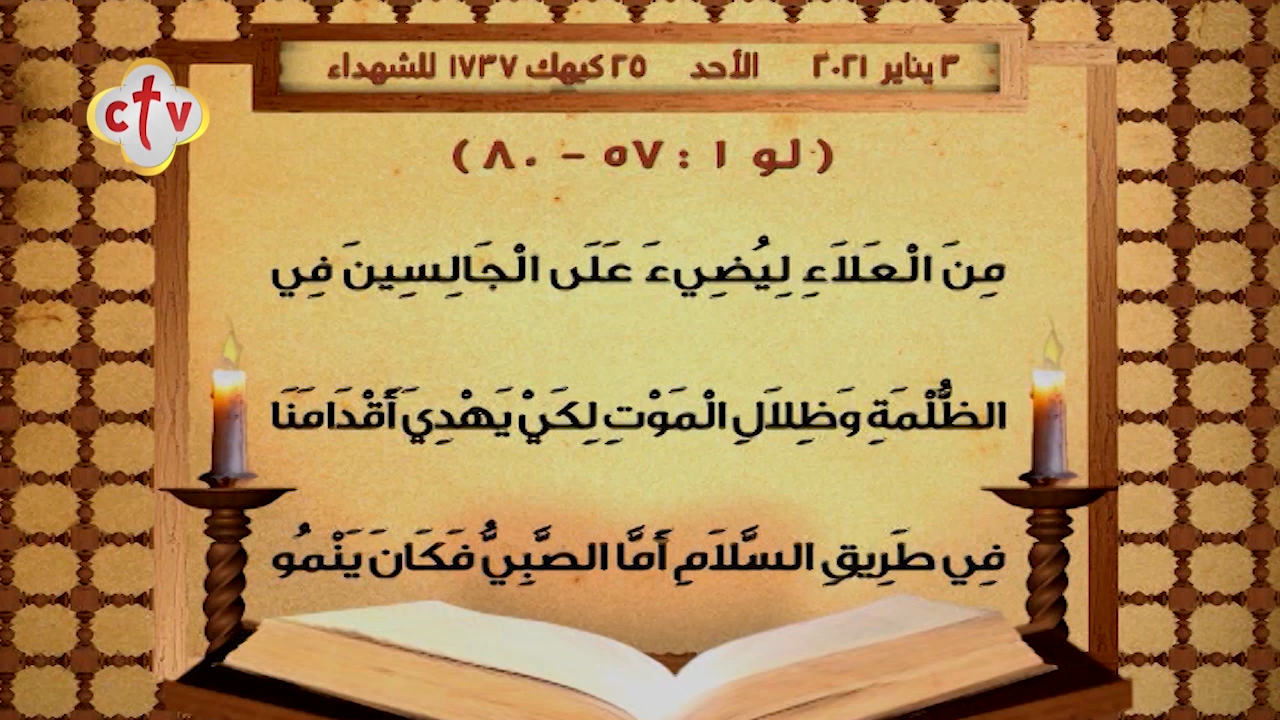 ٣ يناير ٢٠٢١ الأحد ٢٥ كيهك ١٧٣٧ للشهداء
ctv
( لو ١ : ٥٧ - ٨٠ )
مِنَ الْعَلَاَءِ لِيُضِيءَ عَلَى الْجَالِسِينَ فِي
الظُّلْمَةِ وَظِلاَلِ الْمَوْتِ لِكَيْ يَهْدِيَ أَقْدَامَنَا
فِي طَرِيقِ السَّلاَمِ أَمَّا الصَّبِيُّ فَكَانَ يَنْمُو